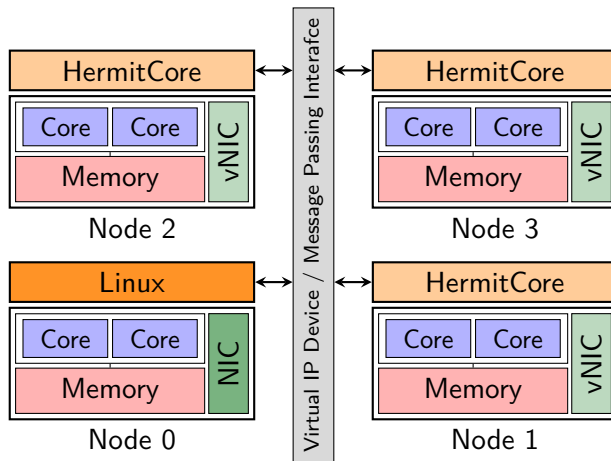 HermitCore
Core Core
Memory
vNIC
Node 2
Virtual IP Device / Message Passing Interafce
HermitCore
Core Core
Memory
vNIC
Node 3
Linux
Core Core
Memory
NIC
Node 0
HermitCore
Core Core
Memory
vNIC
Node 1